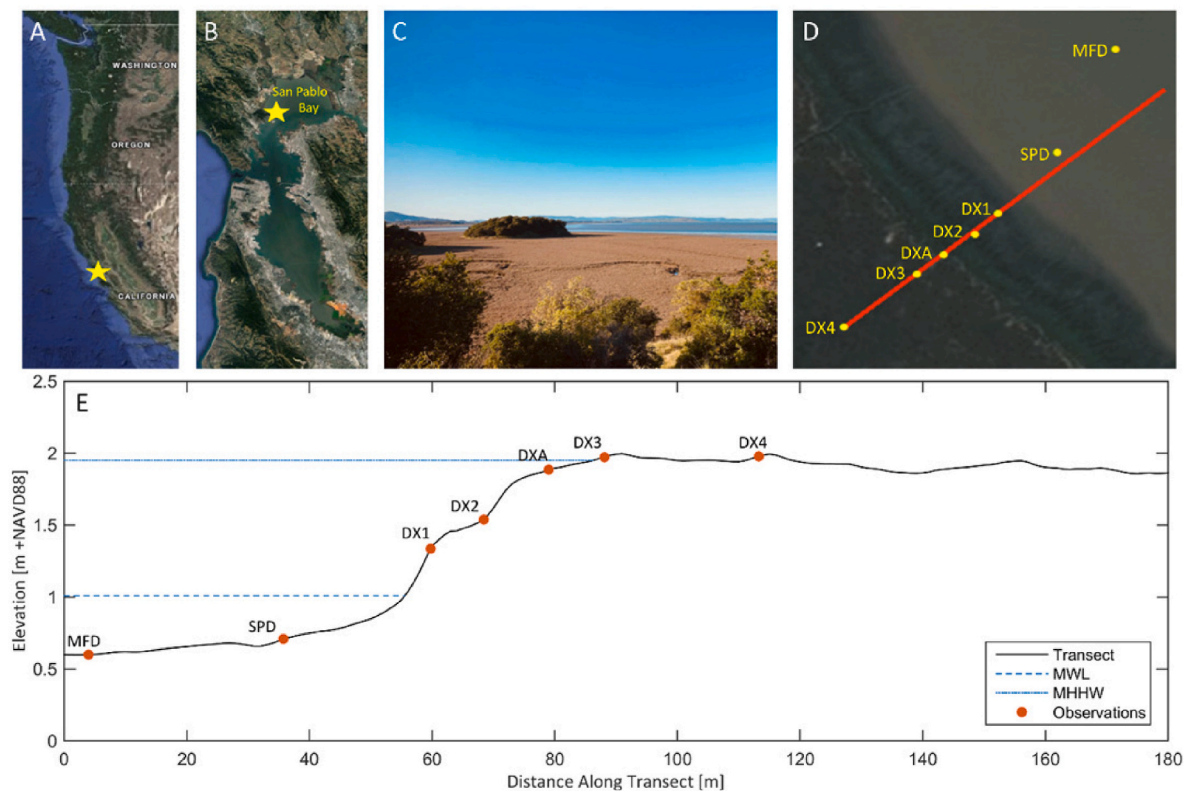 A
WASHINGTON
OREGON
CALIFORNIA
B
San Pablo
Bay
C
D
MFD
SPD
DX1
DX2
DXA
DX3
DX4
E
Elevation [m +NAVD88]
2.5
2
1.5
1
0.5
0
MFD
SPD
DX1
DX2
DXA
DX3
DX4
Transect
MWL
MHHW
Observations
0 20 40 60 80 100 120 140 160 180
Distance Along Transect [m]